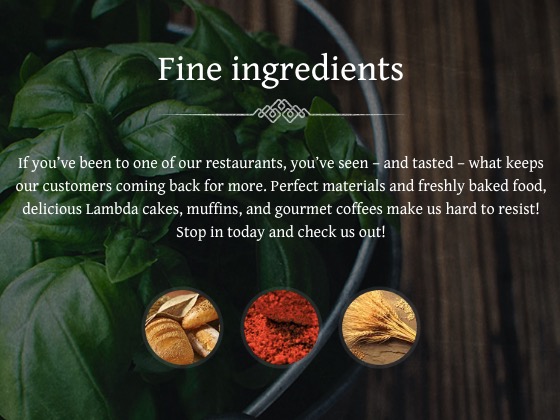 Fine ingredients
If you’ve been to one of our restaurants, you’ve seen – and tasted – what keeps
our customers coming back for more. Perfect materials and freshly baked food,
delicious Lambda cakes, muffins, and gourmet coffees make us hard to resist!
Stop in today and check us out!